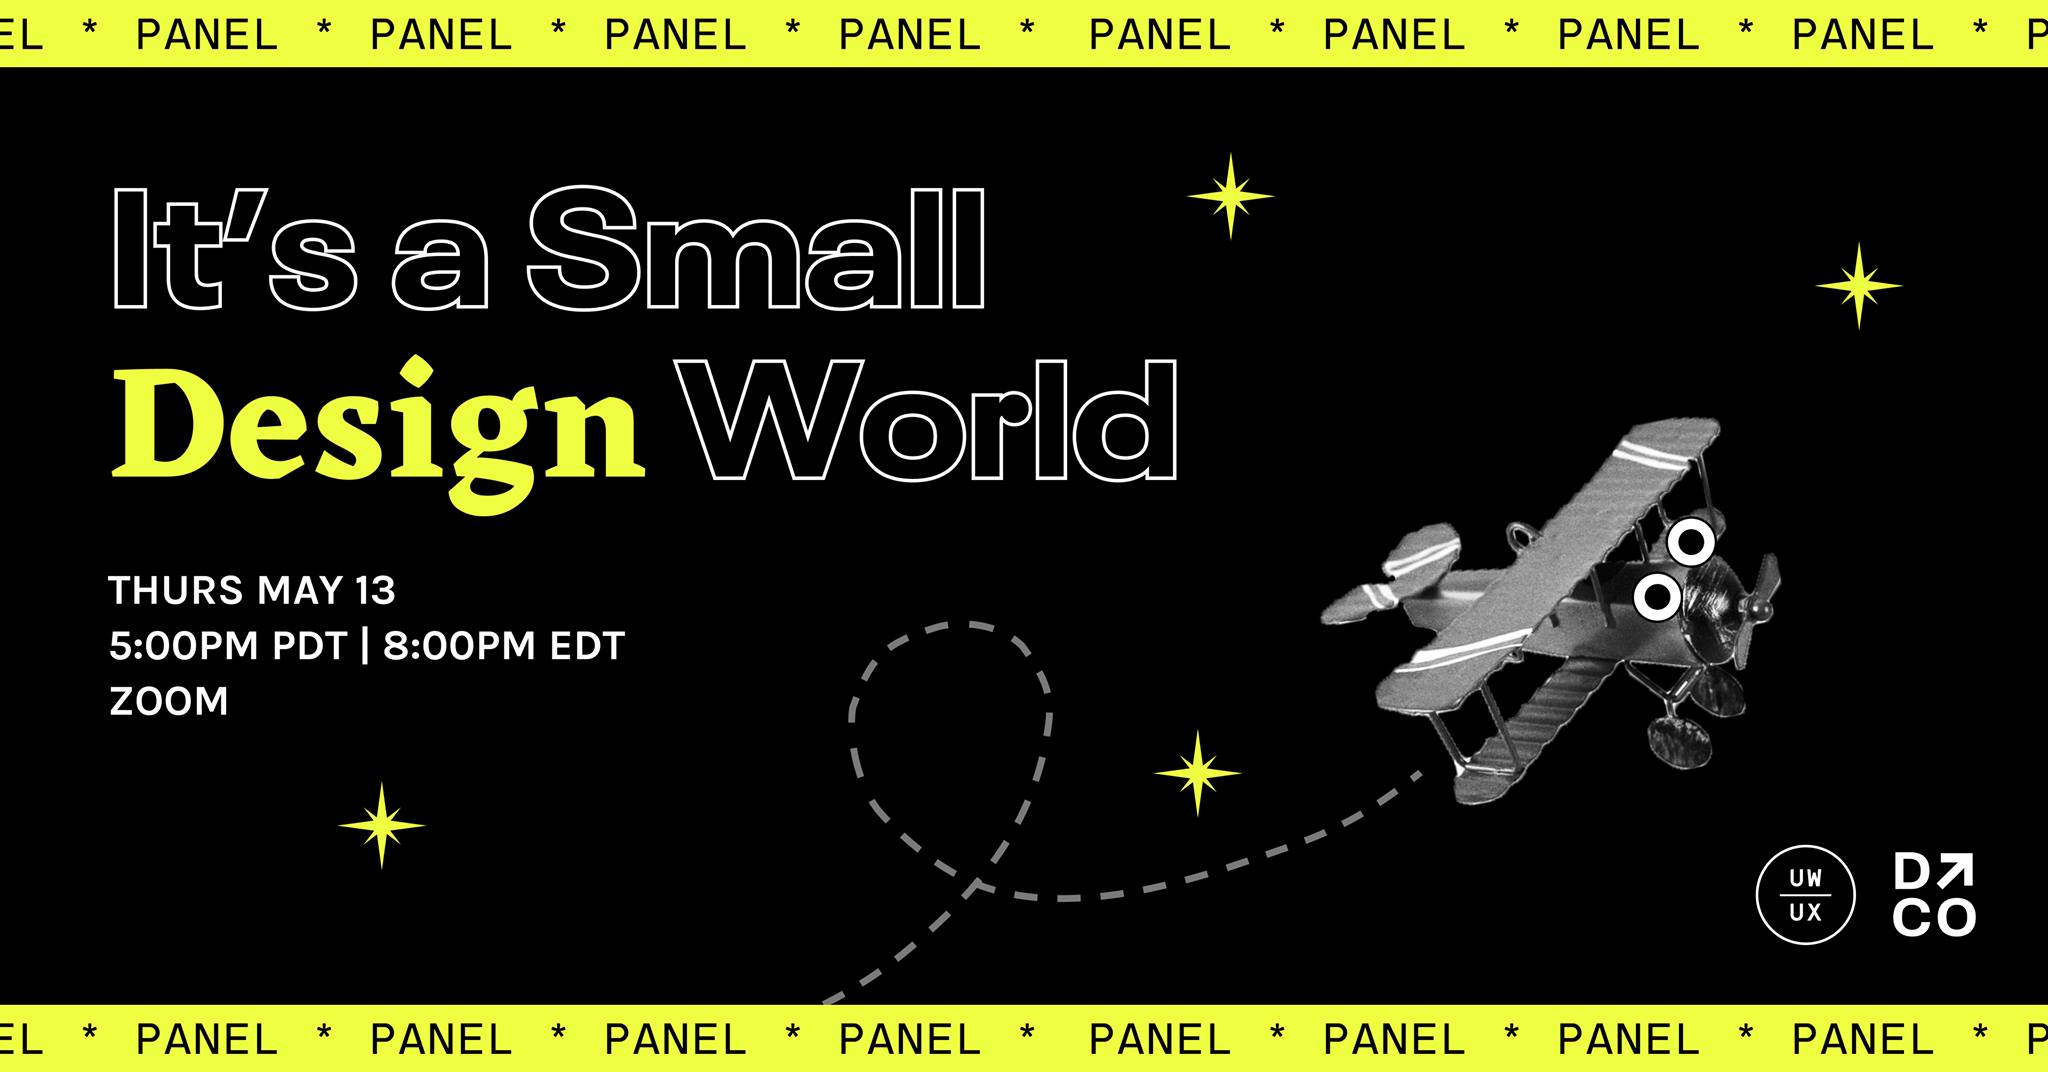 EL * PANEL * PANEL * PANEL * PANEL * PANEL * PANEL * PANEL * PANEL * P
It’s a Small
Design World
THURS MAY 13
5:00PM PDT | 8:00PM EDT
ZOOM
UW
UX
D↗
CO
EL * PANEL * PANEL * PANEL * PANEL * PANEL * PANEL * PANEL * PANEL * P